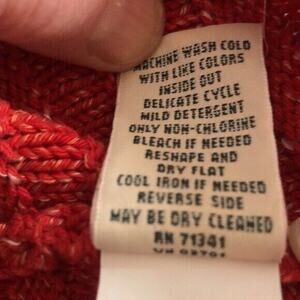 MACHINE WASH COLD
WITH LIKE COLORS
INSIDE OUT
DELICATE CYCLE
MILD DETERGENT
ONLY NON-CHLORINE
BLEACH IF NEEDED
RESHAPE AND
DRY FLAT
COOL IRON IF NEEDED
REVERSE SIDE
MAY BE DRY CLEANED
RN 71341